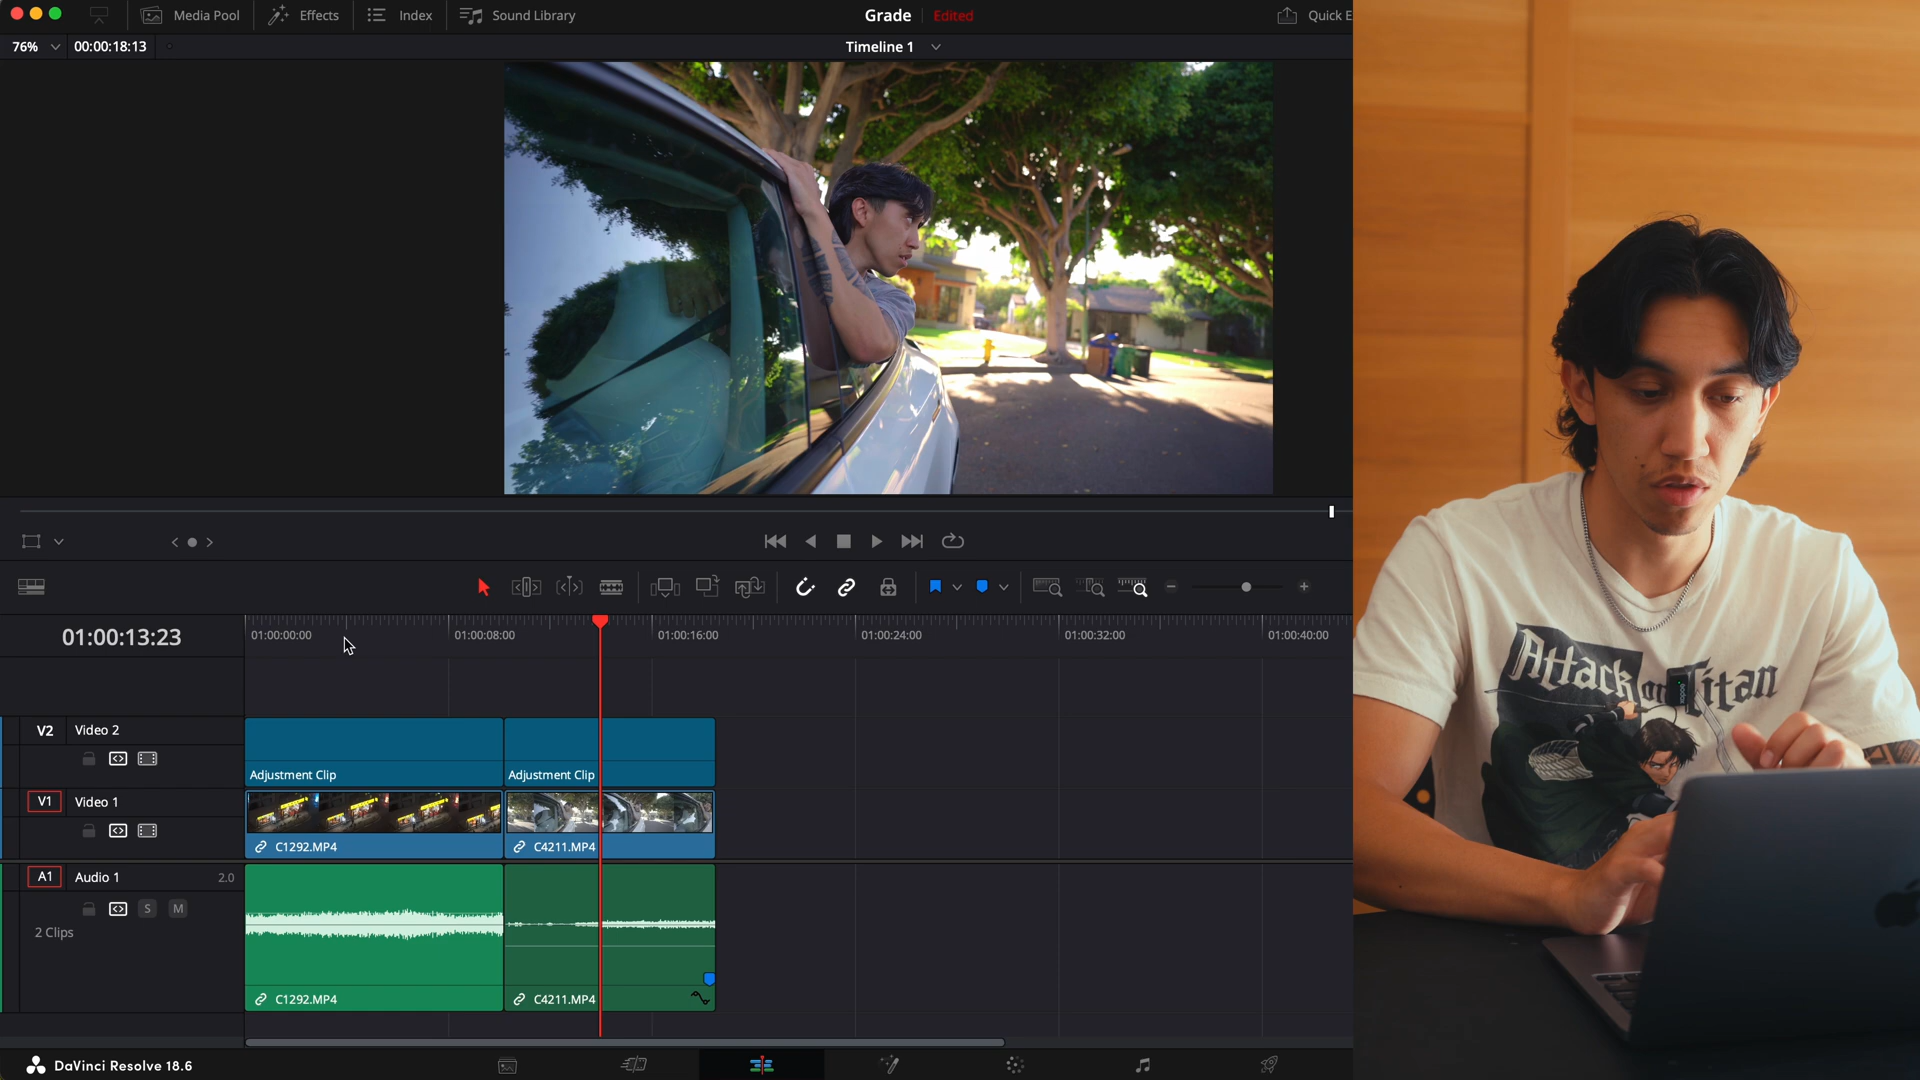 Media Pool Effects Index Sound Library Grade Edited Quick E
76% 00:00:18:13 Timeline 1
01:00:13:23 01:00:00:00 01:00:08:00 01:00:16:00 01:00:24:00 01:00:32:00 01:00:40:00
V2 Video 2
Adjustment Clip Adjustment Clip
V1 Video 1
C1292.MP4 C4211.MP4
A1 Audio 1 2.0
S M
2 Clips
C1292.MP4 C4211.MP4
DaVinci Resolve 18.6
Attack on Titan